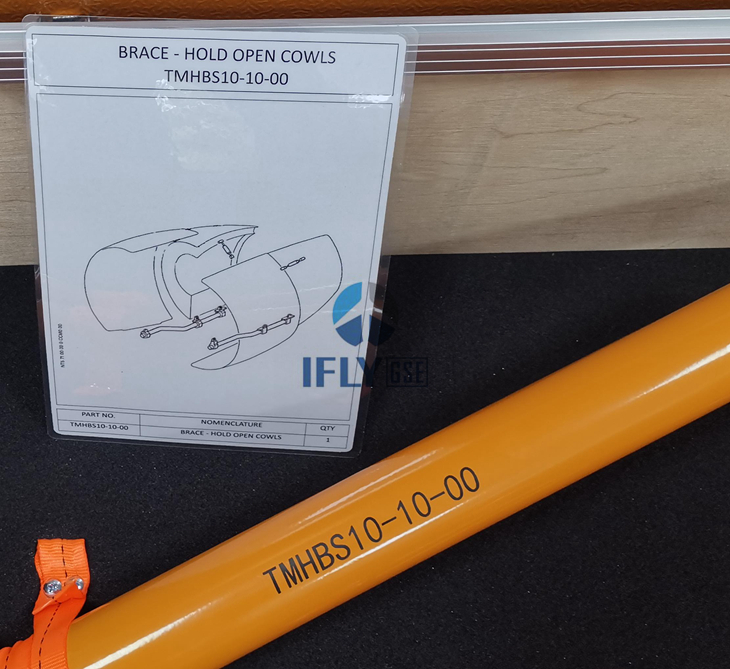 BRACE - HOLD OPEN COWLS
TMHBS10-10-00
PART NO.
NOMENCLATURE
QTY
TMHBS10-10-00
BRACE - HOLD OPEN COWLS
1
IFLY GSE
TMHBS10-10-00